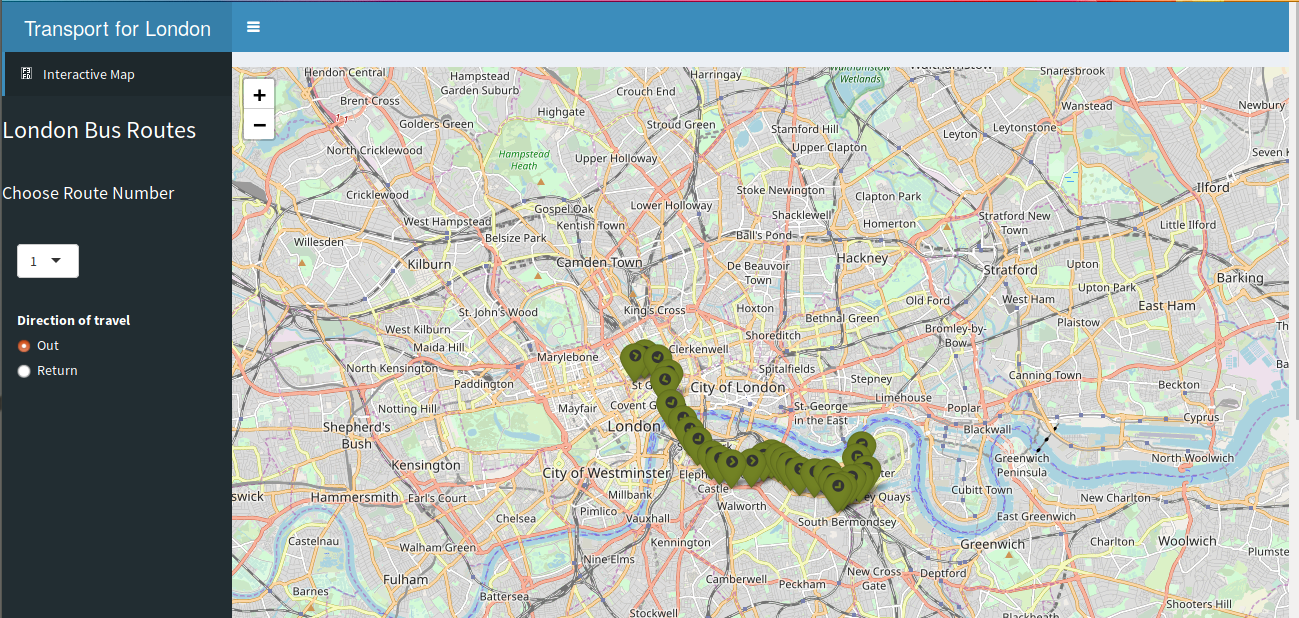 Transport for London
Interactive Map
London Bus Routes
Choose Route Number
1
Direction of travel
Out
Return
+
−
Hendon Central
Hampstead
Garden Suburb
Harringay
Wetlands
Snaresbrook
Brent Cross
Crouch End
Wanstead
Newbury
Highgate
Golders Green
Stroud Green
Stamford Hill
Leyton
Leytonstone
North Cricklewood
Hampstead
Heath
Upper Holloway
Upper Clapton
Seven K
Cricklewood
Stoke Newington
Clapton Park
Ilford
Gospel Oak
Lower Holloway
Shacklewell
Stratford New
Town
West Hampstead
Kentish Town
Homerton
Little Ilford
Willesden
Belsize Park
Ball's Pond
Kilburn
Camden Town
De Beauvoir
Town
Hackney
Stratford
Upton
Barking
Upton Park
St. John's Wood
King's Cross
Hoxton
Old Ford
West Ham
East Ham
West Kilburn
Bethnal Green
Bromley-by-
Bow
Plaistow
Maida Hill
Shoreditch
Marylebone
Clerkenwell
North Kensington
Spitalfields
Canning Town
Paddington
St G
City of London
Stepney
Beckton
Notting Hill
Mayfair
Covent G
St. George
in the East
Limehouse
Poplar
Cyprus
Shepherd's
Bush
London
Blackwall
Kensington
Greenwich
Peninsula
North Woolwich
City of Westminster
Eleph
Castle
ter
Cubitt Town
swick
Hammersmith
Earl's Court
Millbank
Walworth
ey Quays
New Charlton
Pimlico
Chelsea
Vauxhall
South Bermondsey
East Greenwich
Castelnau
Walham Green
Kennington
Greenwich
Charlton
Woolwich
Plumste
Nine Elms
Fulham
Camberwell
Peckham
New Cross
Gate
Deptford
Barnes
Battersea
Shooters Hill
Stockwell
Blackheath